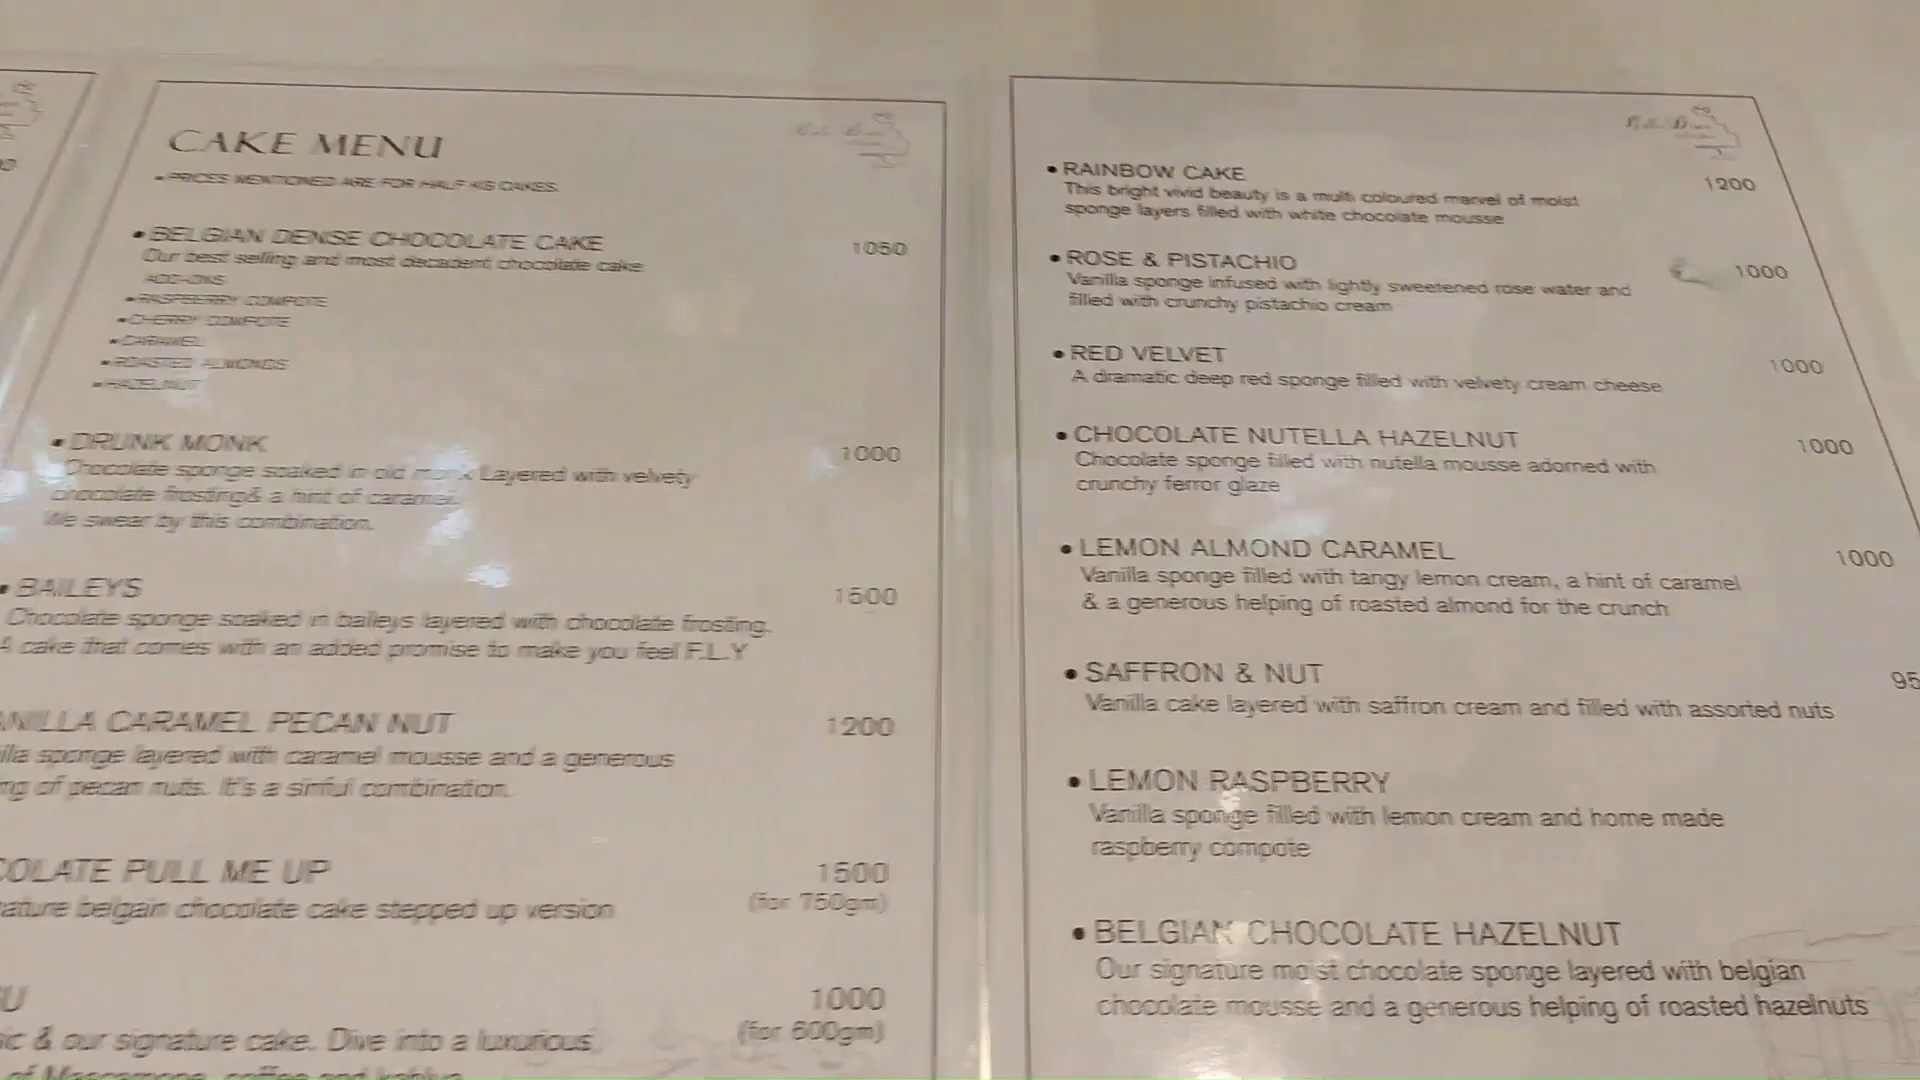 CAKE MENU
•PRICES MENTIONED ARE FOR HALF KG CAKES.
• BELGIAN DENSE CHOCOLATE CAKE 1050
Our best selling and most decadent chocolate cake
ADD-ONS
•RASPBERRY COMPOTE
•CHERRY COMPOTE
•CARAMEL
•ROASTED ALMONDS
•HAZELNUT
• DRUNK MONK 1000
Chocolate sponge soaked in old monk Layered with velvety
chocolate frosting& a hint of caramel.
We swear by this combination.
• BAILEYS 1500
Chocolate sponge soaked in baileys layered with chocolate frosting.
A cake that comes with an added promise to make you feel F.L.Y
ANILLA CARAMEL PECAN NUT 1200
illa sponge layered with caramel mousse and a generous
ng of pecan nuts. It's a sinful combination.
COLATE PULL ME UP 1500
nature belgain chocolate cake stepped up version (for 750gm)
U 1000
ic & our signature cake. Dive into a luxurious (for 600gm)
of Mascarpone, coffee and kahlua
• RAINBOW CAKE 1200
This bright vivid beauty is a multi coloured marvel of moist
sponge layers filled with white chocolate mousse
• ROSE & PISTACHIO 1000
Vanilla sponge infused with lightly sweetened rose water and
filled with crunchy pistachio cream
• RED VELVET 1000
A dramatic deep red sponge filled with velvety cream cheese
• CHOCOLATE NUTELLA HAZELNUT 1000
Chocolate sponge filled with nutella mousse adorned with
crunchy ferror glaze
• LEMON ALMOND CARAMEL 1000
Vanilla sponge filled with tangy lemon cream, a hint of caramel
& a generous helping of roasted almond for the crunch
• SAFFRON & NUT 95
Vanilla cake layered with saffron cream and filled with assorted nuts
• LEMON RASPBERRY
Vanilla sponge filled with lemon cream and home made
raspberry compote
• BELGIAN CHOCOLATE HAZELNUT
Our signature moist chocolate sponge layered with belgian
chocolate mousse and a generous helping of roasted hazelnuts